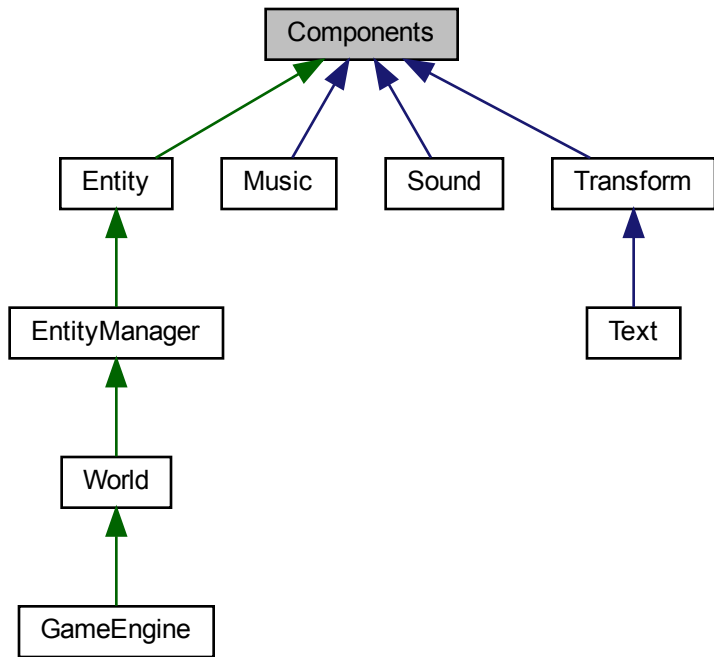 Components
Entity
Music
Sound
Transform
EntityManager
Text
World
GameEngine